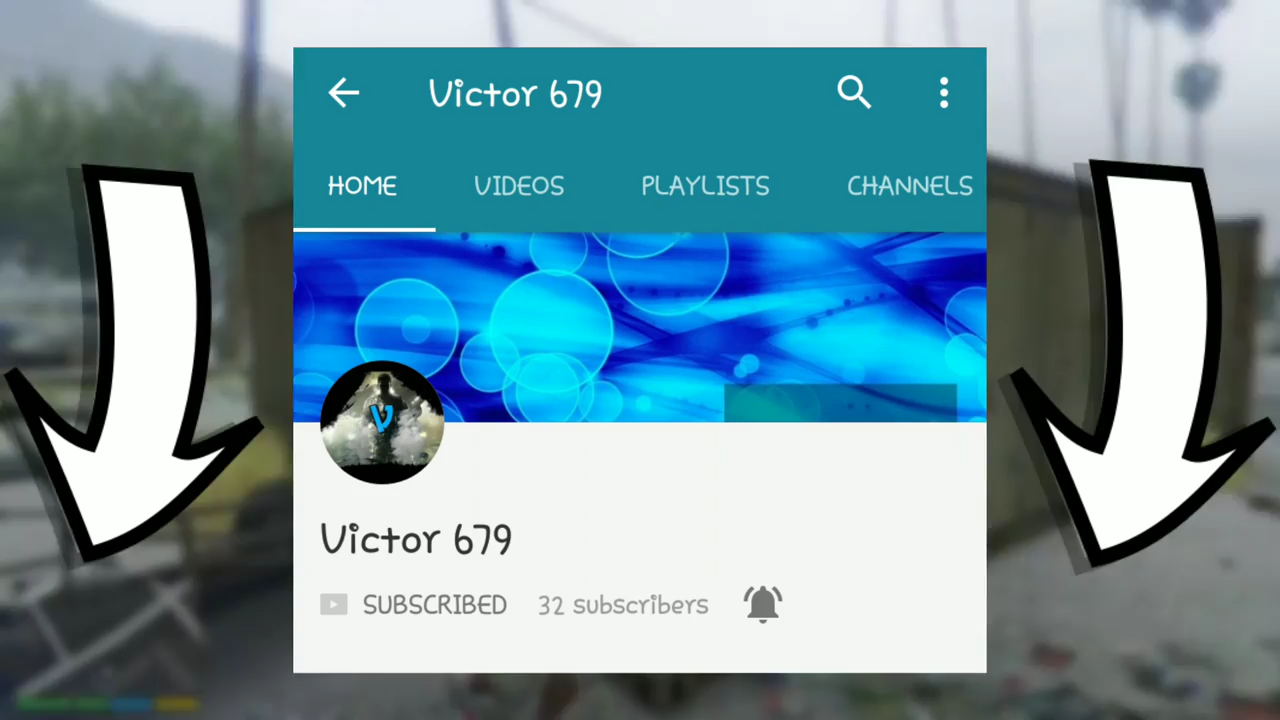 Victor 679
HOME VIDEOS PLAYLISTS CHANNELS
V
Victor 679
SUBSCRIBED 32 subscribers